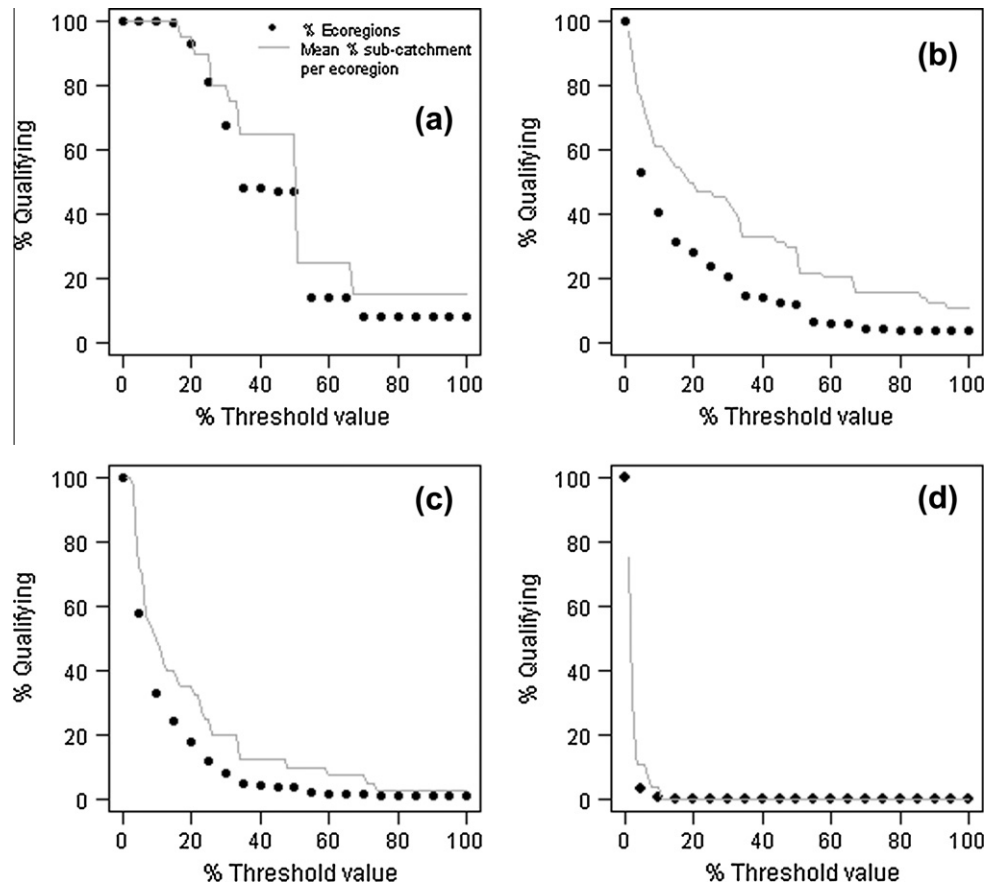 % Ecoregions
Mean % sub-catchment
per ecoregion
(a)
% Qualifying
100
80
60
40
20
0
0 20 40 60 80 100
% Threshold value
(b)
% Qualifying
100
80
60
40
20
0
0 20 40 60 80 100
% Threshold value
(c)
% Qualifying
100
80
60
40
20
0
0 20 40 60 80 100
% Threshold value
(d)
% Qualifying
100
80
60
40
20
0
0 20 40 60 80 100
% Threshold value